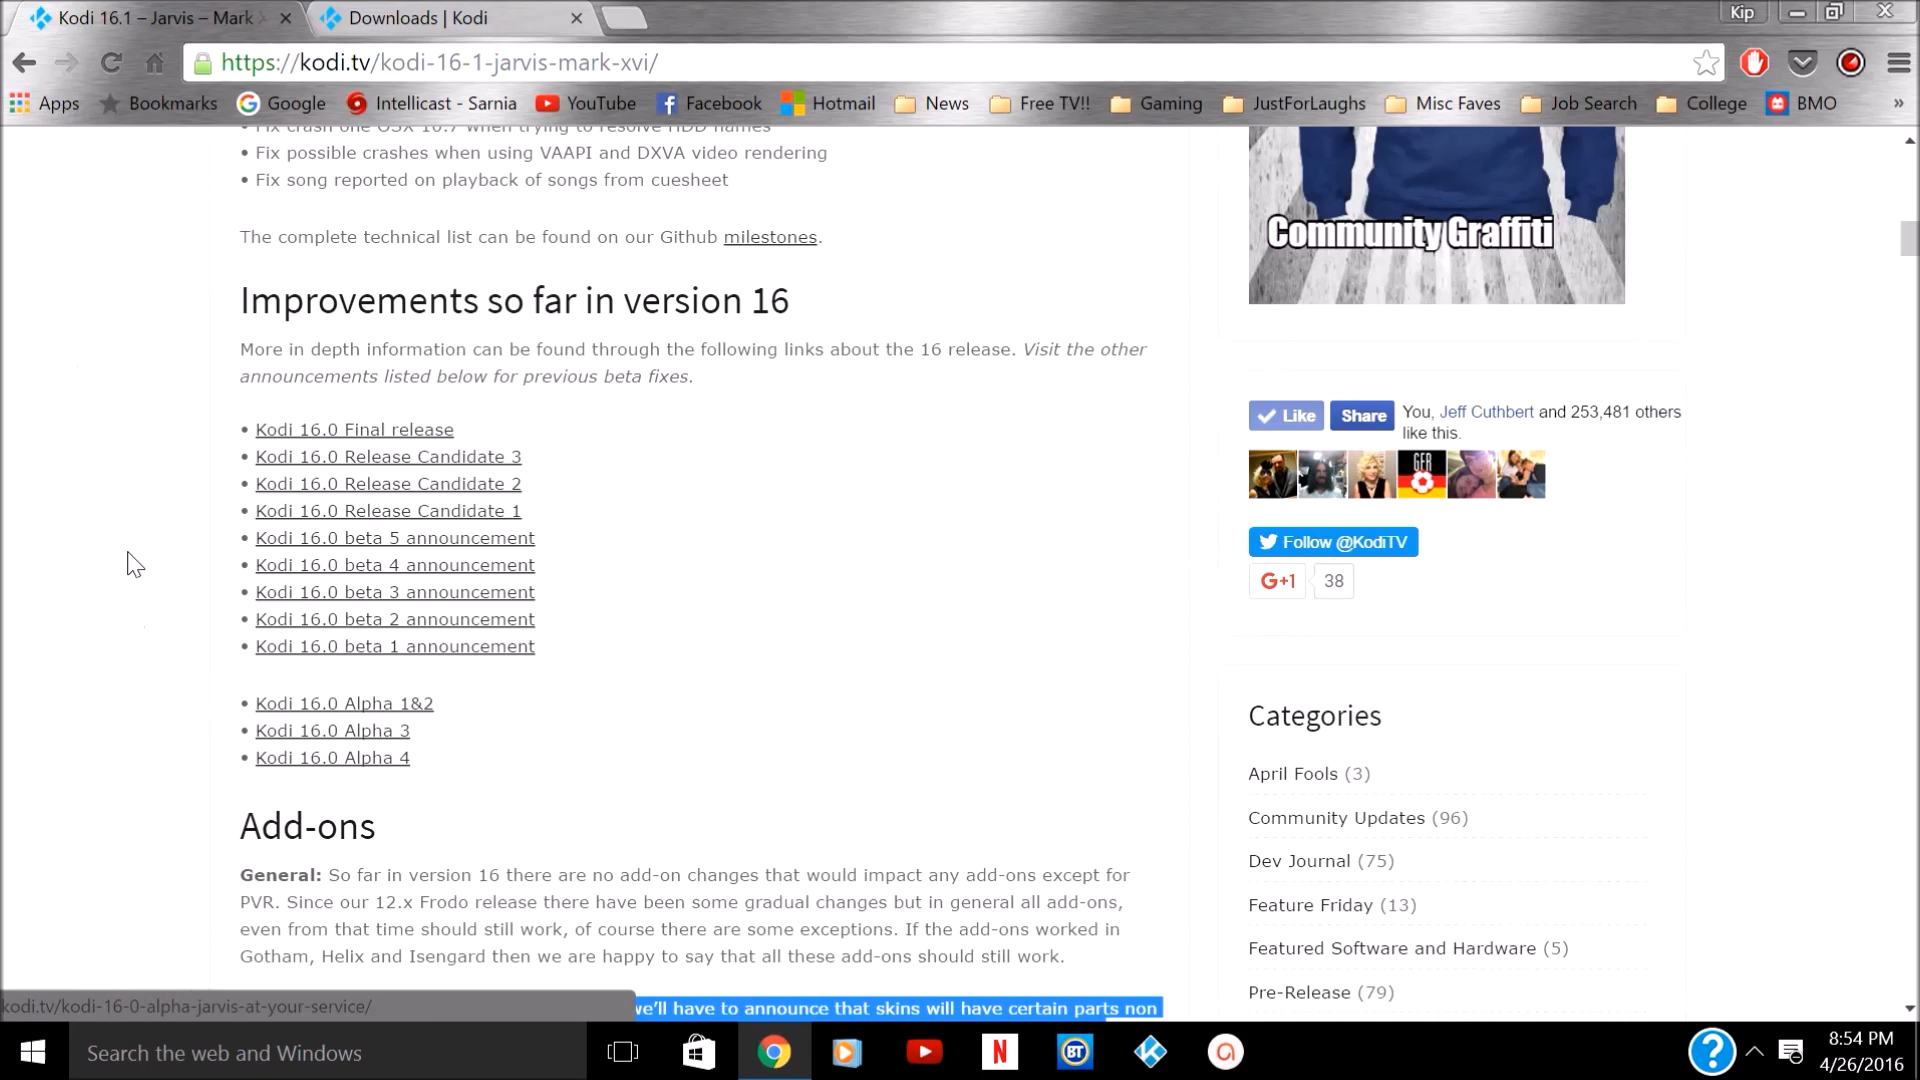 Kodi 16.1 – Jarvis – Mark
Downloads | Kodi
Kip
https://kodi.tv/kodi-16-1-jarvis-mark-xvi/
Apps
Bookmarks
Google
Intellicast - Sarnia
YouTube
Facebook
Hotmail
News
Free TV!!
Gaming
JustForLaughs
Misc Faves
Job Search
College
BMO
»
• Fix crash one OSX 10.7 when trying to resolve HDD names
• Fix possible crashes when using VAAPI and DXVA video rendering
• Fix song reported on playback of songs from cuesheet
The complete technical list can be found on our Github milestones.
Improvements so far in version 16
More in depth information can be found through the following links about the 16 release. Visit the other
announcements listed below for previous beta fixes.
• Kodi 16.0 Final release
• Kodi 16.0 Release Candidate 3
• Kodi 16.0 Release Candidate 2
• Kodi 16.0 Release Candidate 1
• Kodi 16.0 beta 5 announcement
• Kodi 16.0 beta 4 announcement
• Kodi 16.0 beta 3 announcement
• Kodi 16.0 beta 2 announcement
• Kodi 16.0 beta 1 announcement
• Kodi 16.0 Alpha 1&2
• Kodi 16.0 Alpha 3
• Kodi 16.0 Alpha 4
Add-ons
General: So far in version 16 there are no add-on changes that would impact any add-ons except for
PVR. Since our 12.x Frodo release there have been some gradual changes but in general all add-ons,
even from that time should still work, of course there are some exceptions. If the add-ons worked in
Gotham, Helix and Isengard then we are happy to say that all these add-ons should still work.
we'll have to announce that skins will have certain parts non
kodi.tv/kodi-16-0-alpha-jarvis-at-your-service/
Community Graffiti
Like
Share
You, Jeff Cuthbert and 253,481 others
like this.
GER
Follow @KodiTV
G+1
38
Categories
April Fools (3)
Community Updates (96)
Dev Journal (75)
Feature Friday (13)
Featured Software and Hardware (5)
Pre-Release (79)
Search the web and Windows
N
BT
?
8:54 PM
4/26/2016